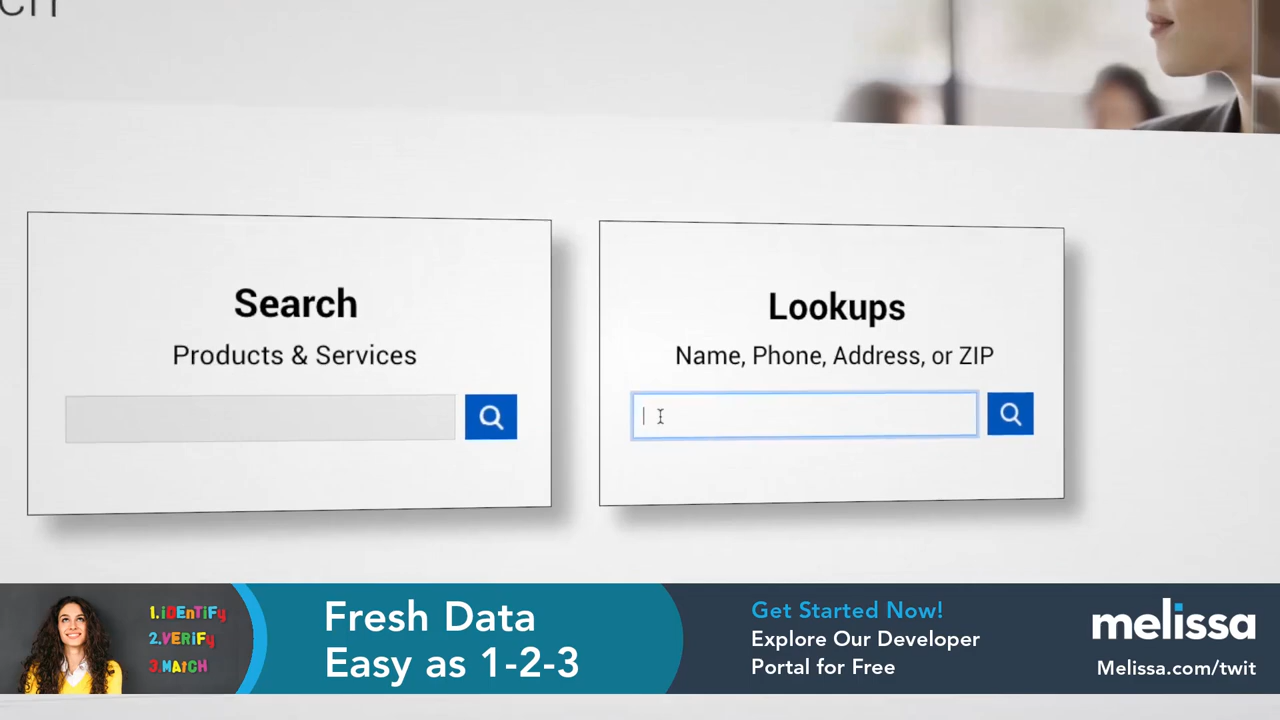 Search
Products & Services
Lookups
Name, Phone, Address, or ZIP
1.iDEnTiFy
2.VERiFy
3.MAtCH
Fresh Data
Easy as 1-2-3
Get Started Now!
Explore Our Developer
Portal for Free
melissa
Melissa.com/twit